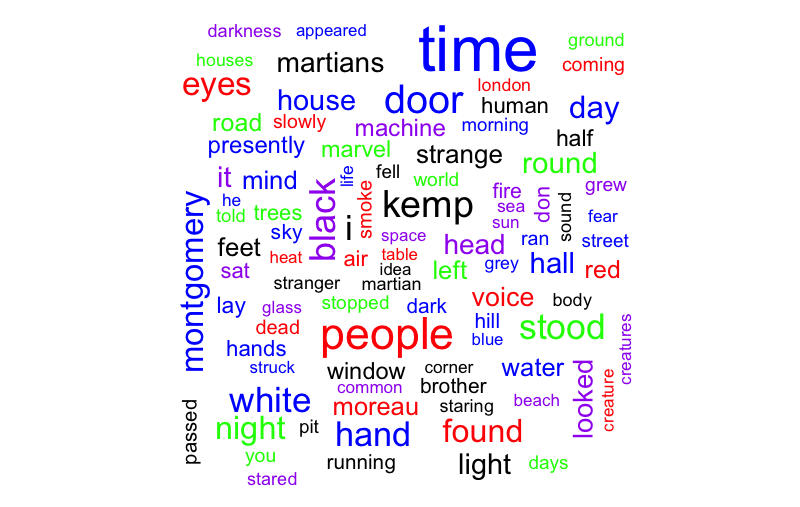 darkness appeared time ground
houses martians coming
eyes london
house door human day
road slowly machine morning half
presently marvel strange round
it mind life fell world fire grew
he smoke kemp sea don sound
told trees black i sun fear
sky space ran street
feet head
heat air table grey hall red
sat idea left
stranger martian
montgomery lay glass stopped dark voice body
dead people hill stood
hands blue creatures
struck window corner water
common brother looked creature
white moreau staring beach
passed night pit hand found
you running light days
stared